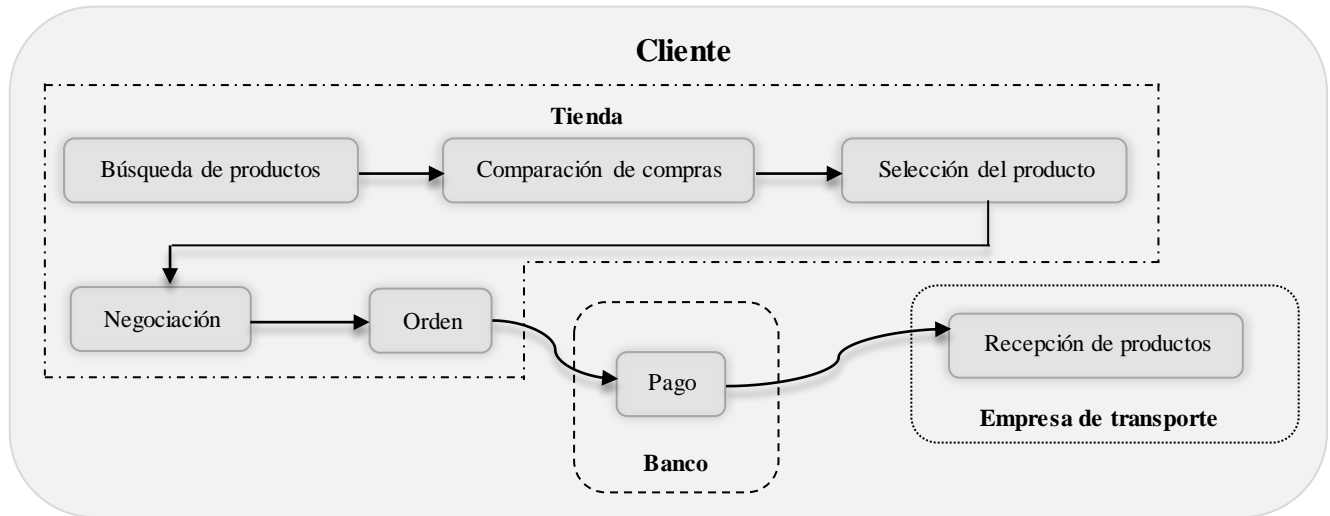 Cliente
Tienda
Búsqueda de productos
Comparación de compras
Selección del producto
Negociación
Orden
Pago
Recepción de productos
Empresa de transporte
Banco